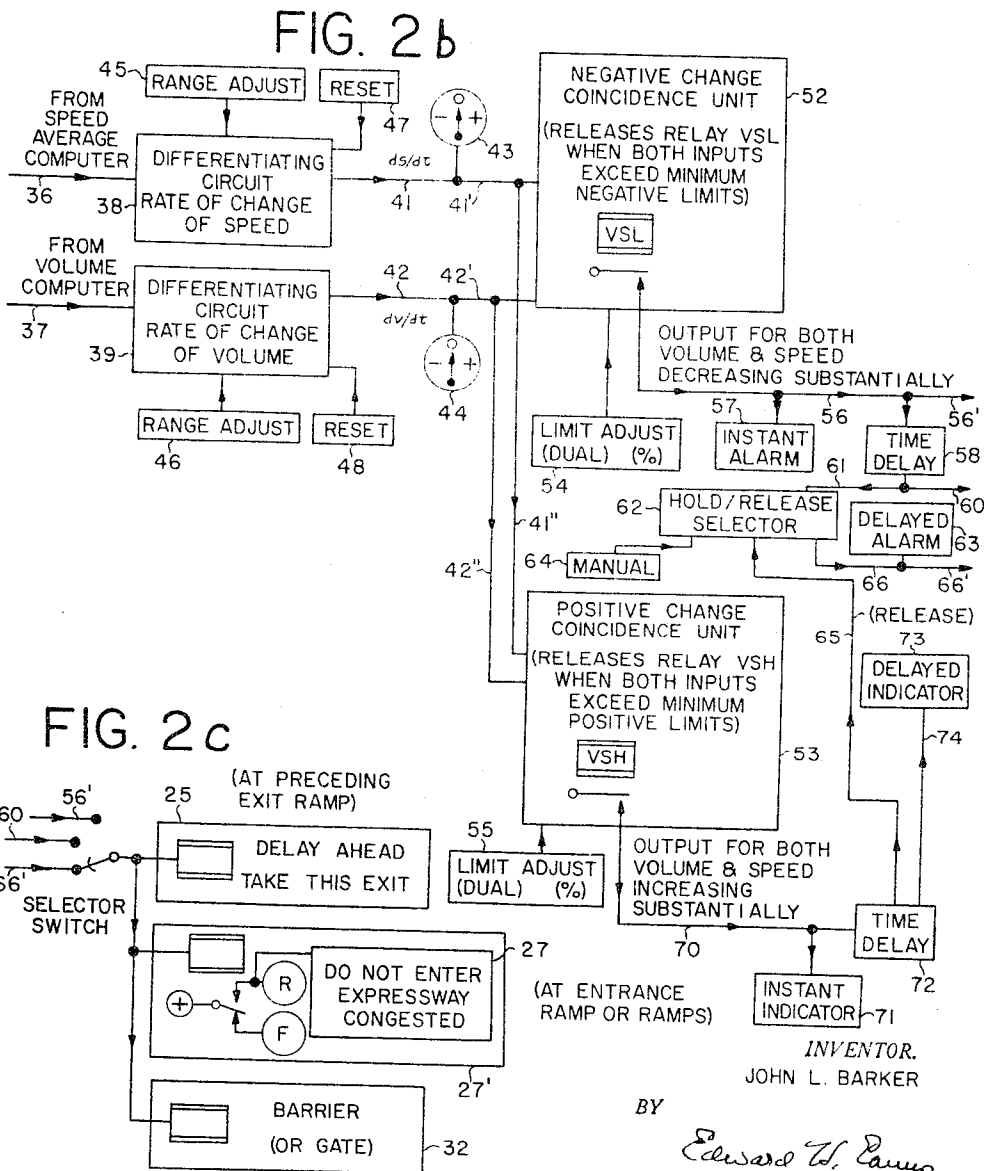 FIG. 2b
45
RANGE ADJUST
RESET
47
FROM
SPEED
AVERAGE
COMPUTER
36
DIFFERENTIATING
CIRCUIT
RATE OF CHANGE
OF SPEED
38
ds/dt
41
41'
- +
43
FROM
VOLUME
COMPUTER
37
DIFFERENTIATING
CIRCUIT
RATE OF CHANGE
OF VOLUME
39
42
42'
dv/dt
- +
44
RANGE ADJUST
46
RESET
48
NEGATIVE CHANGE
COINCIDENCE UNIT
52
(RELEASES RELAY VSL
WHEN BOTH INPUTS
EXCEED MINIMUM
NEGATIVE LIMITS)
VSL
OUTPUT FOR BOTH
VOLUME & SPEED
DECREASING SUBSTANTIALLY
57
56
56'
LIMIT ADJUST
(DUAL) (%)
54
INSTANT
ALARM
TIME
DELAY
58
61
60
62
HOLD/RELEASE
SELECTOR
DELAYED
ALARM
63
64
MANUAL
66
66'
41"
42"
65
(RELEASE)
POSITIVE CHANGE
COINCIDENCE UNIT
(RELEASES RELAY VSH
WHEN BOTH INPUTS
EXCEED MINIMUM
POSITIVE LIMITS)
VSH
53
73
DELAYED
INDICATOR
74
55
LIMIT ADJUST
(DUAL) (%)
OUTPUT FOR BOTH
VOLUME & SPEED
INCREASING
SUBSTANTIALLY
70
TIME
DELAY
72
INSTANT
INDICATOR
71
FIG. 2c
(AT PRECEDING
EXIT RAMP)
56'
60
66'
SELECTOR
SWITCH
25
DELAY AHEAD
TAKE THIS EXIT
27
DO NOT ENTER
EXPRESSWAY
CONGESTED
+
R
F
27'
(AT ENTRANCE
RAMP OR RAMPS)
BARRIER
(OR GATE)
32
INVENTOR.
JOHN L. BARKER
BY
Edward W.